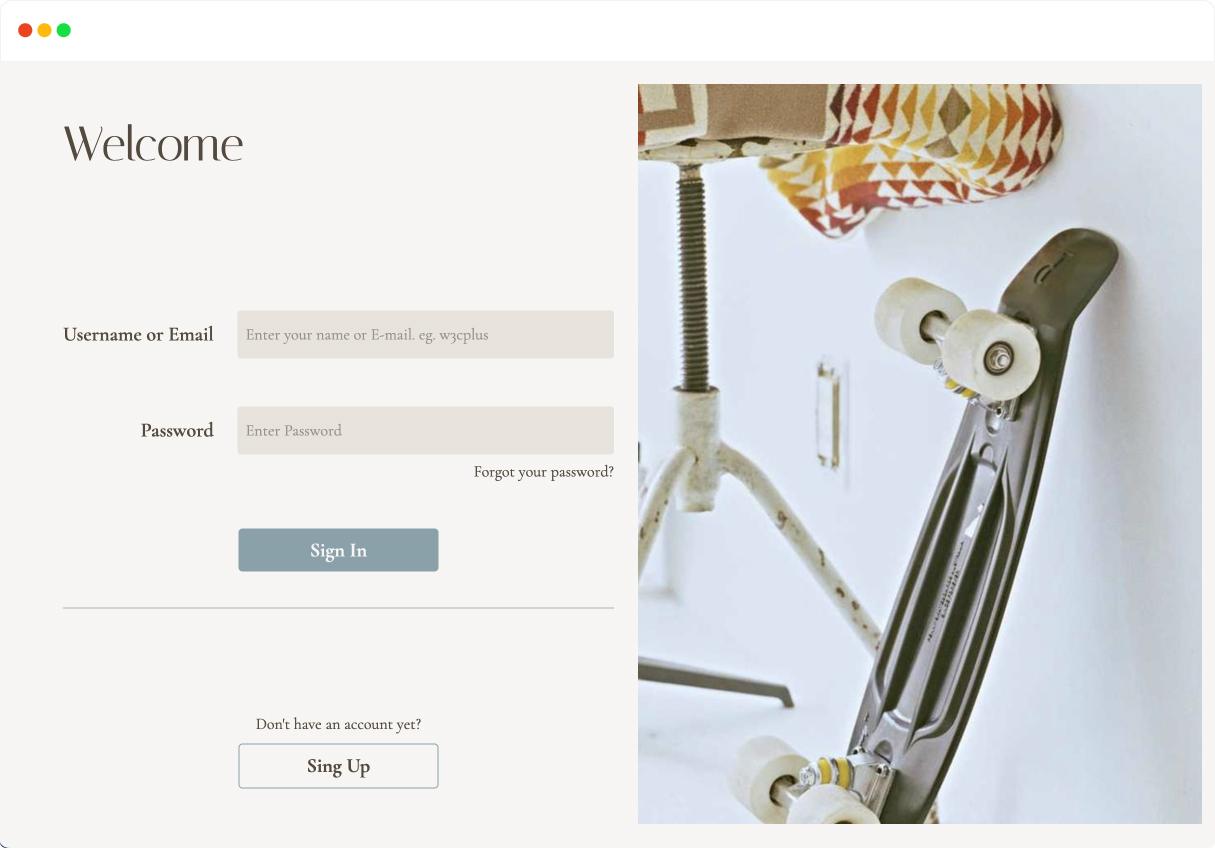 Welcome
Username or Email
Enter your name or E-mail. eg. w3cplus
Password
Enter Password
Forgot your password?
Sign In
Don't have an account yet?
Sing Up